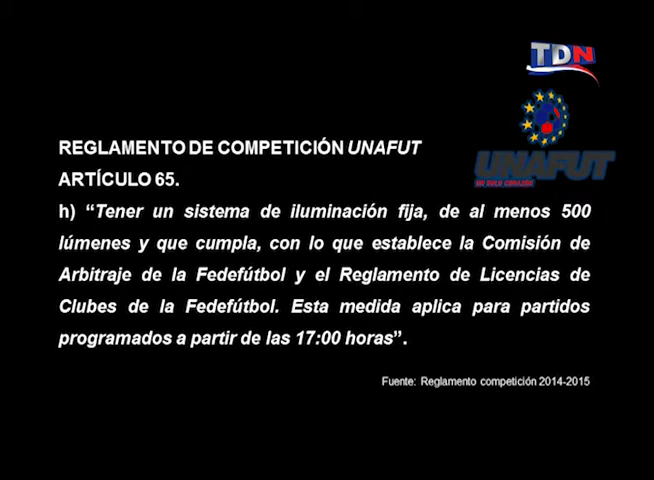 TDN
UNAFUT
UN SOLO CORAZÓN
REGLAMENTO DE COMPETICIÓN UNAFUT
ARTÍCULO 65.
h) “Tener un sistema de iluminación fija, de al menos 500
lúmenes y que cumpla, con lo que establece la Comisión de
Arbitraje de la Fedefútbol y el Reglamento de Licencias de
Clubes de la Fedefútbol. Esta medida aplica para partidos
programados a partir de las 17:00 horas”.
Fuente: Reglamento competición 2014-2015